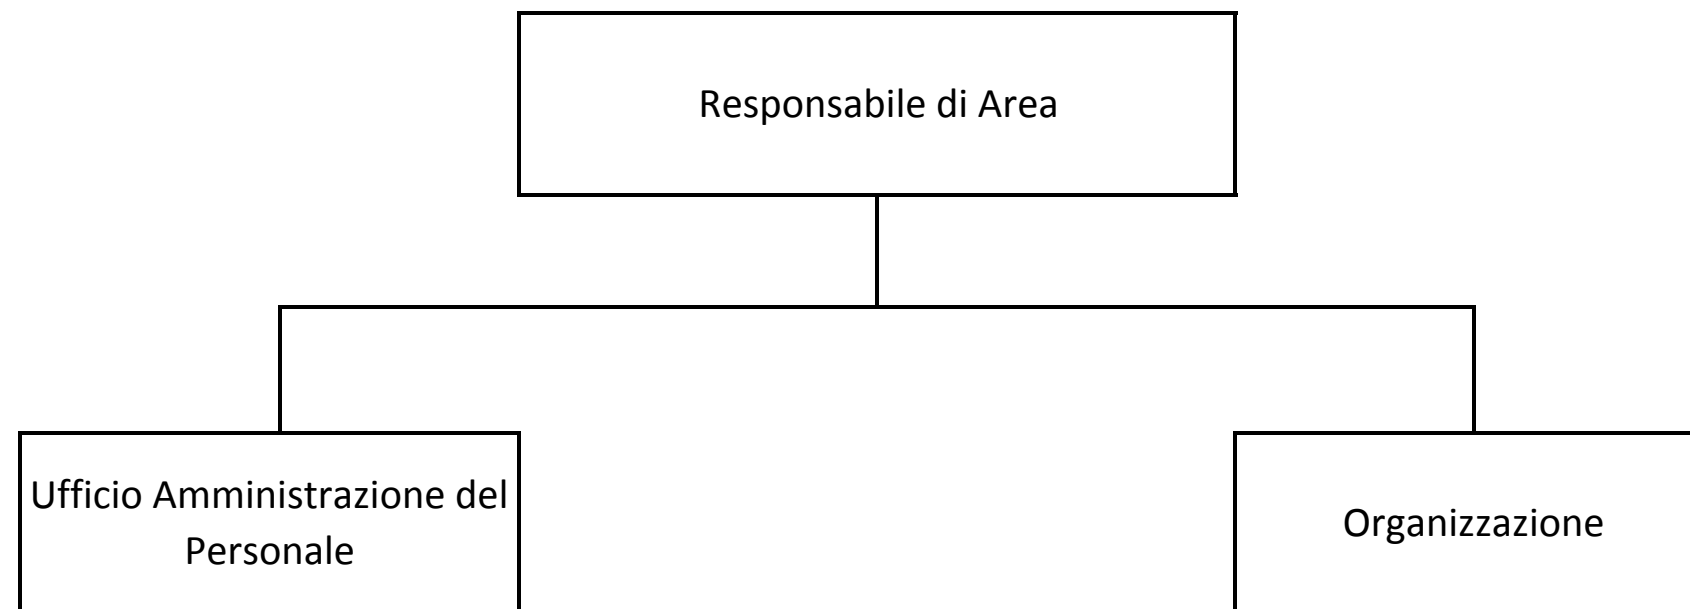 Responsabile di Area
Ufficio Amministrazione del
Personale
Organizzazione